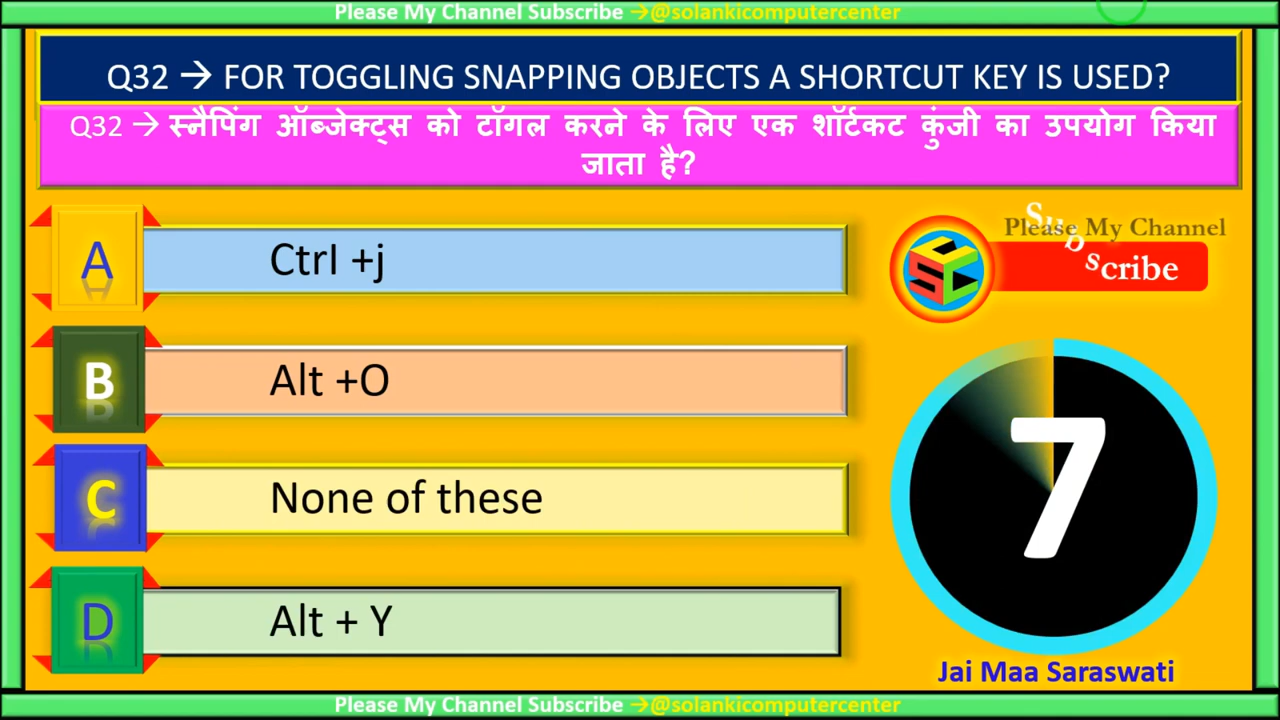 Please My Channel Subscribe →@solankicomputercenter
Q32 → FOR TOGGLING SNAPPING OBJECTS A SHORTCUT KEY IS USED?
Q32 → स्नैपिंग ऑब्जेक्ट्स को टॉगल करने के लिए एक शॉर्टकट कुंजी का उपयोग किया
जाता है?
A Ctrl +j
Please My Channel
Subscribe
CSC
B Alt +O
7
C None of these
D Alt + Y
Jai Maa Saraswati
Please My Channel Subscribe →@solankicomputercenter